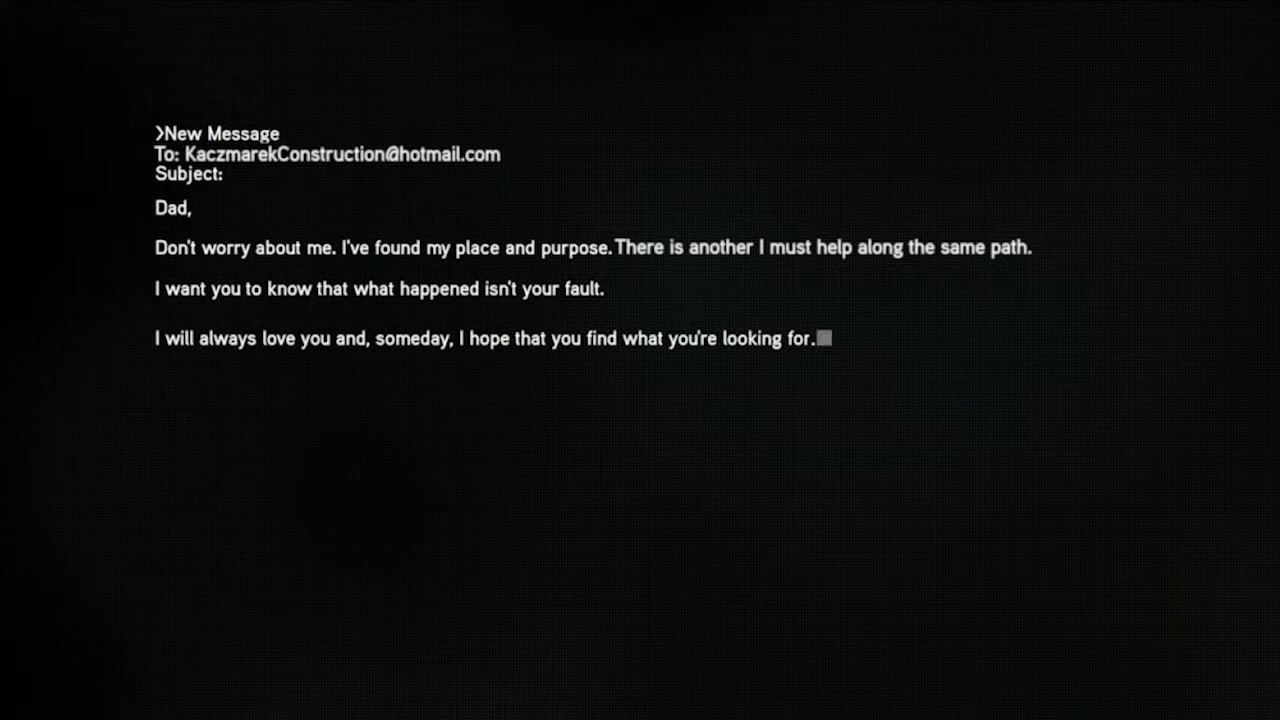 >New Message
To: KaczmarekConstruction@hotmail.com
Subject:
Dad,
Don't worry about me. I've found my place and purpose. There is another I must help along the same path.
I want you to know that what happened isn't your fault.
I will always love you and, someday, I hope that you find what you're looking for.